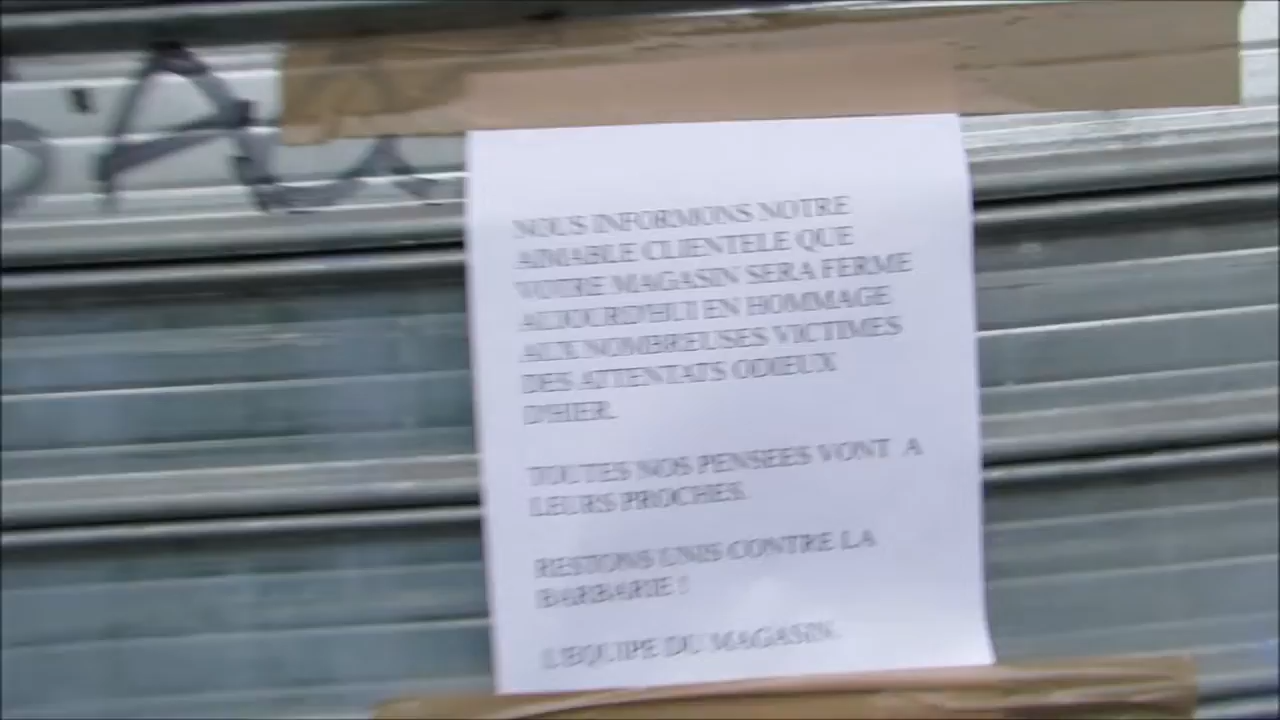 NOUS INFORMONS NOTRE
AIMABLE CLIENTELE QUE
VOTRE MAGASIN SERA FERME
AUJOURD'HUI EN HOMMAGE
AUX NOMBREUSES VICTIMES
DES ATTENTATS ODIEUX
D'HIER.
TOUTES NOS PENSEES VONT A
LEURS PROCHES.
RESTONS UNIS CONTRE LA
BARBARIE !
L'EQUIPE DU MAGASIN.